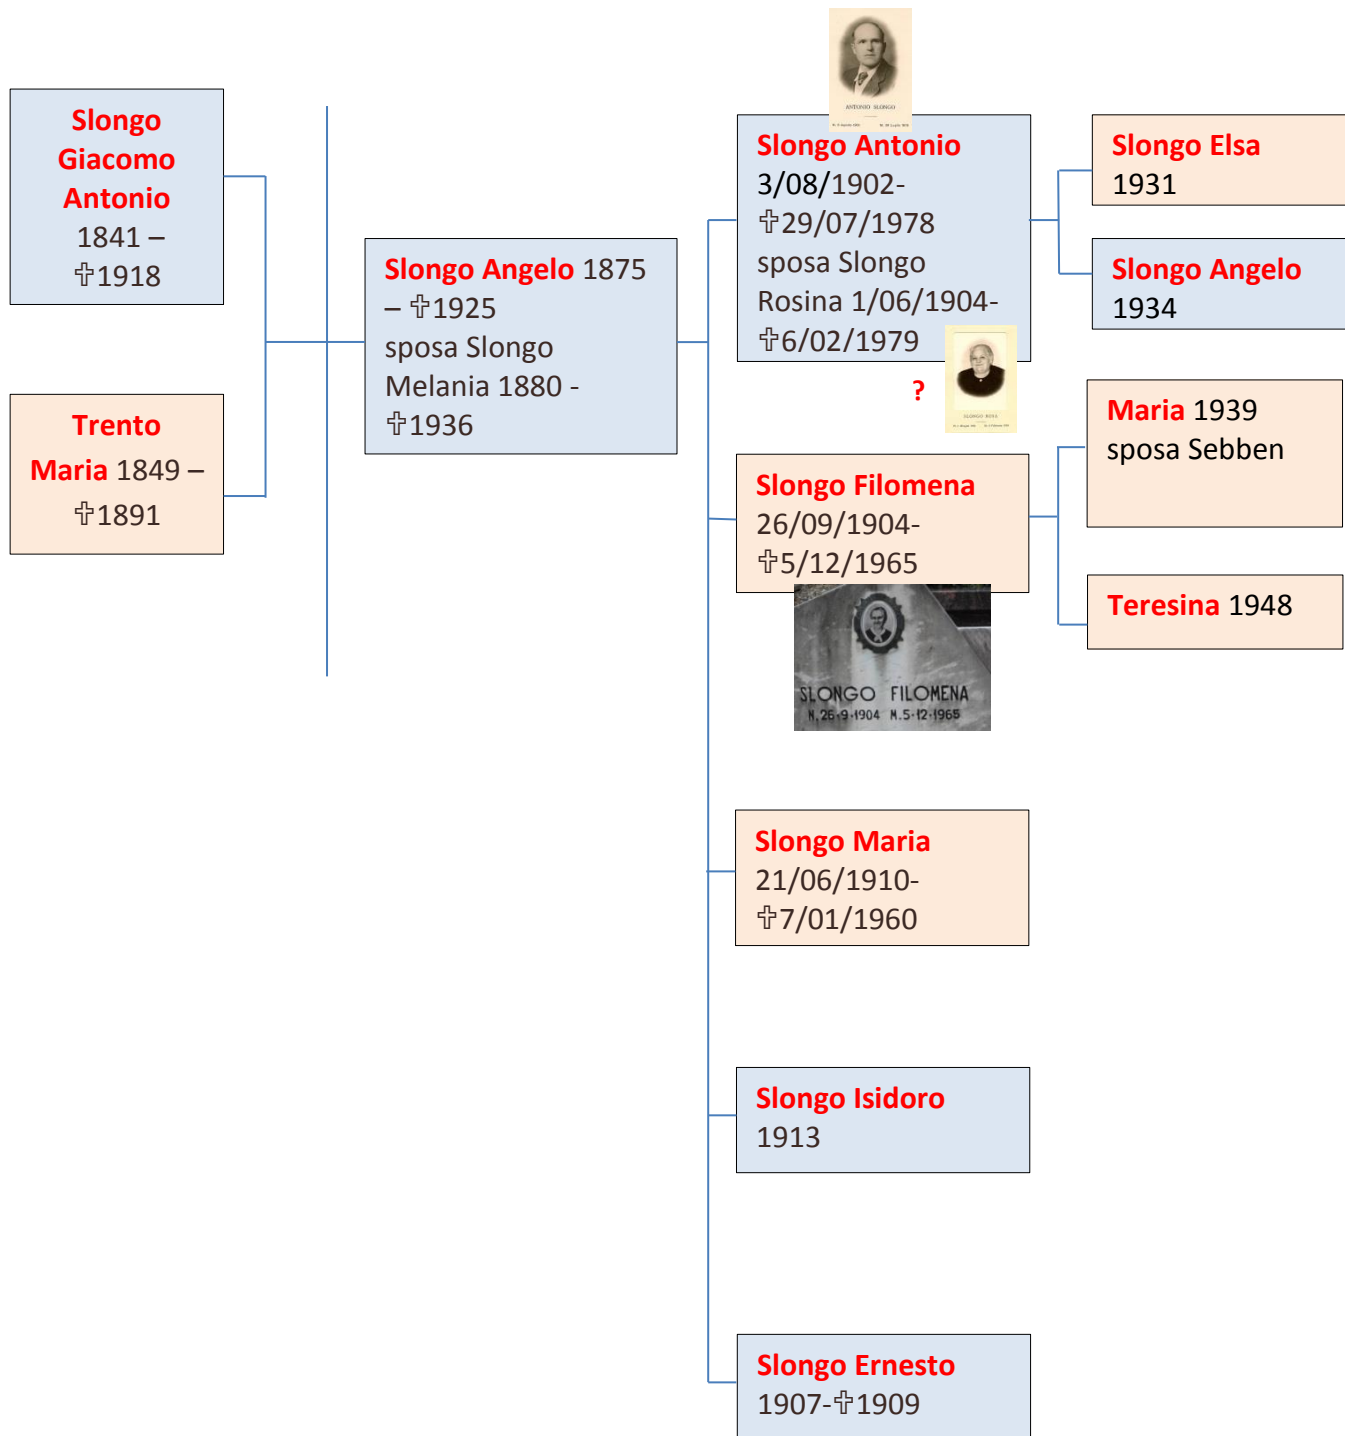 Slongo
Giacomo
Antonio
1841 –
✞1918
Trento
Maria 1849 –
✞1891
Slongo Angelo 1875
– ✞1925
sposa Slongo
Melania 1880 -
✞1936
ANTONIO SLONGO
Slongo Antonio
3/08/1902-
✞29/07/1978
sposa Slongo
Rosina 1/06/1904-
✞6/02/1979
?
SLONGO ROSA
Slongo Filomena
26/09/1904-
✞5/12/1965
SLONGO FILOMENA
N. 26·9·1904 M. 5·12·1965
Slongo Maria
21/06/1910-
✞7/01/1960
Slongo Isidoro
1913
Slongo Ernesto
1907-✞1909
Slongo Elsa
1931
Slongo Angelo
1934
Maria 1939
sposa Sebben
Teresina 1948